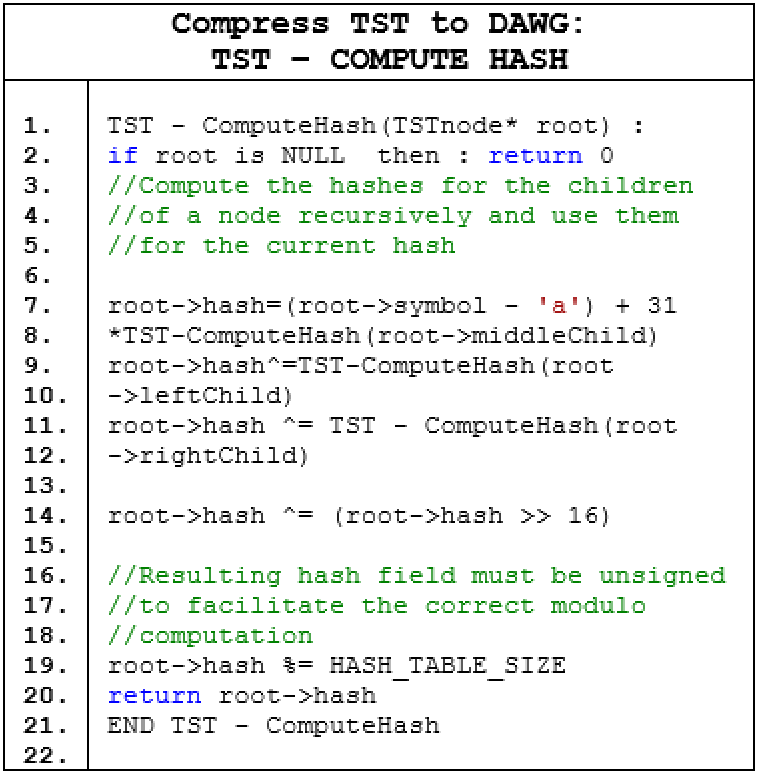 Compress TST to DAWG:
TST – COMPUTE HASH
1. TST - ComputeHash(TSTnode* root) :
2. if root is NULL  then : return 0
3. //Compute the hashes for the children
4. //of a node recursively and use them
5. //for the current hash
6.
7. root->hash=(root->symbol - 'a') + 31
8. *TST-ComputeHash(root->middleChild)
9. root->hash^=TST-ComputeHash(root
10. ->leftChild)
11. root->hash ^= TST - ComputeHash(root
12. ->rightChild)
13.
14. root->hash ^= (root->hash >> 16)
15.
16. //Resulting hash field must be unsigned
17. //to facilitate the correct modulo
18. //computation
19. root->hash %= HASH_TABLE_SIZE
20. return root->hash
21. END TST - ComputeHash
22.